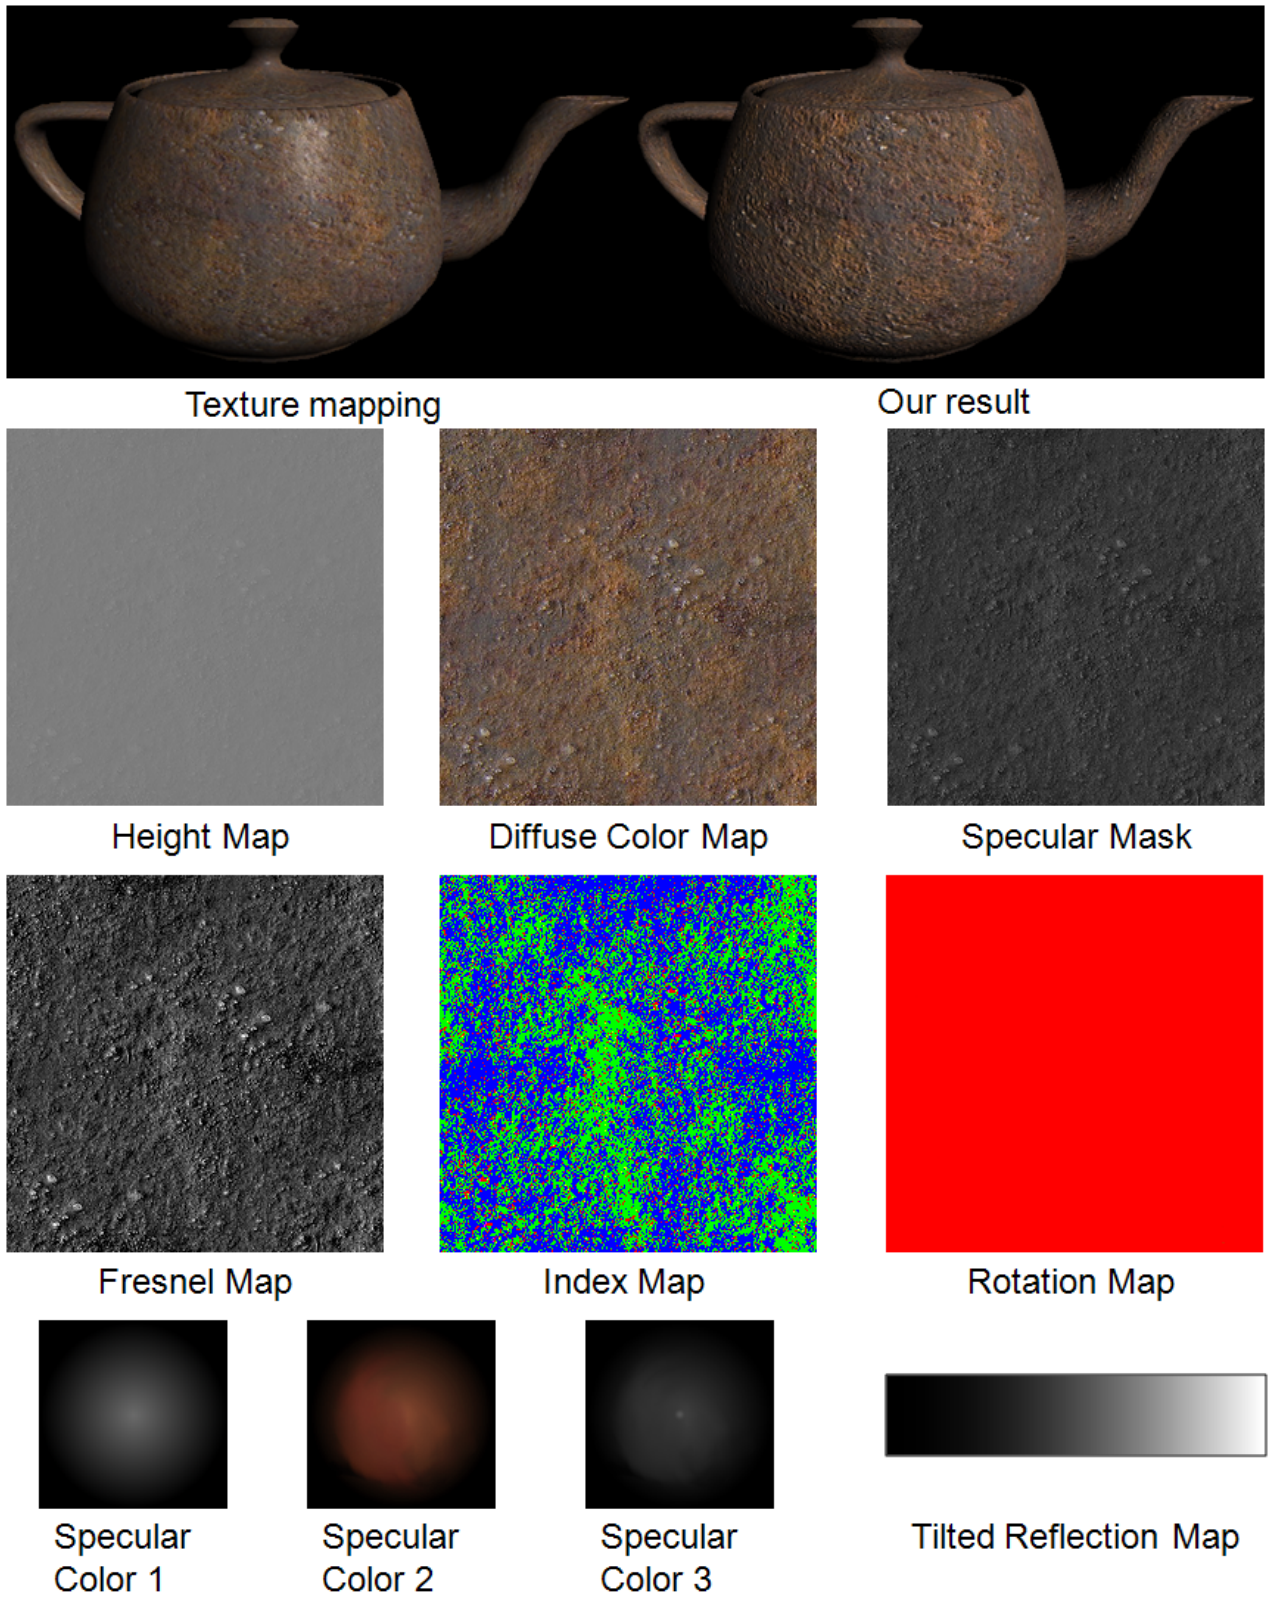 Texture mapping
Our result
Height Map
Diffuse Color Map
Specular Mask
Fresnel Map
Index Map
Rotation Map
Specular
Color 1
Specular
Color 2
Specular
Color 3
Tilted Reflection Map